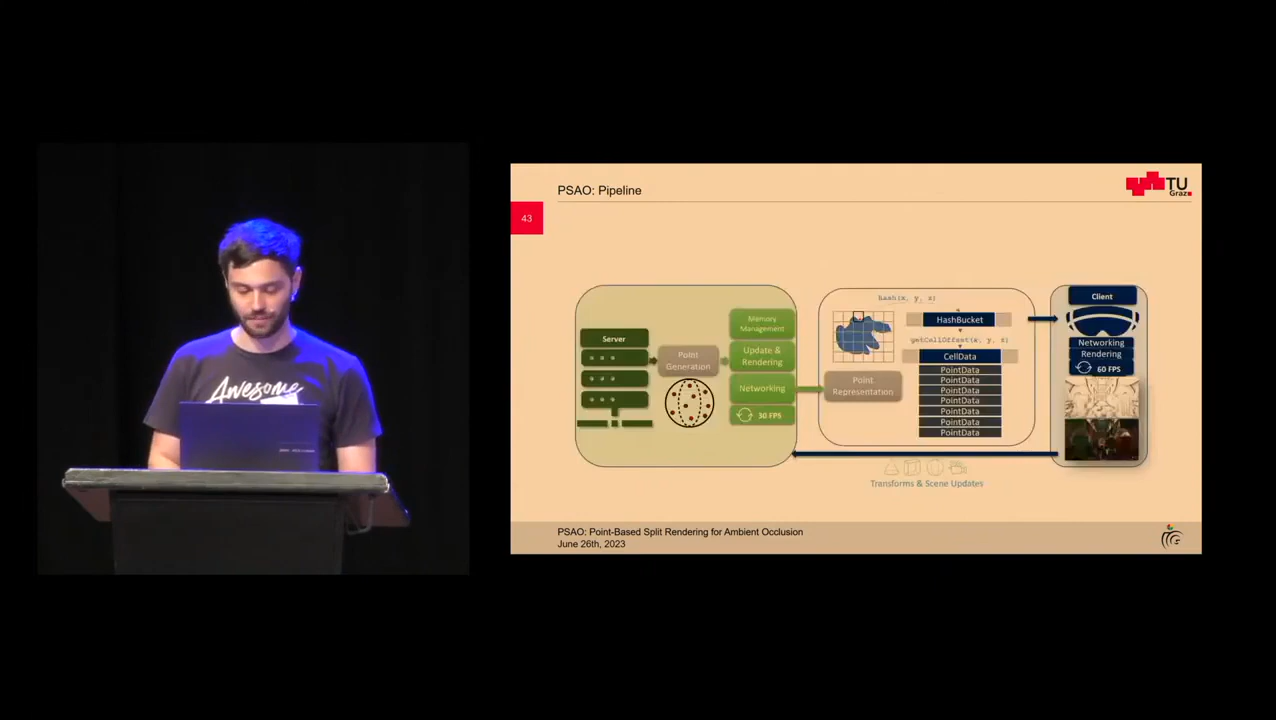 Awesome
PSAO: Pipeline
TU
Graz
43
Server
Point
Generation
Memory
Management
Update &
Rendering
Networking
30 FPS
hash(x, y, z)
HashBucket
getCellOffset(x, y, z)
CellData
PointData
PointData
PointData
PointData
PointData
PointData
PointData
Point
Representation
Client
Networking
Rendering
60 FPS
Transforms & Scene Updates
PSAO: Point-Based Split Rendering for Ambient Occlusion
June 26th, 2023